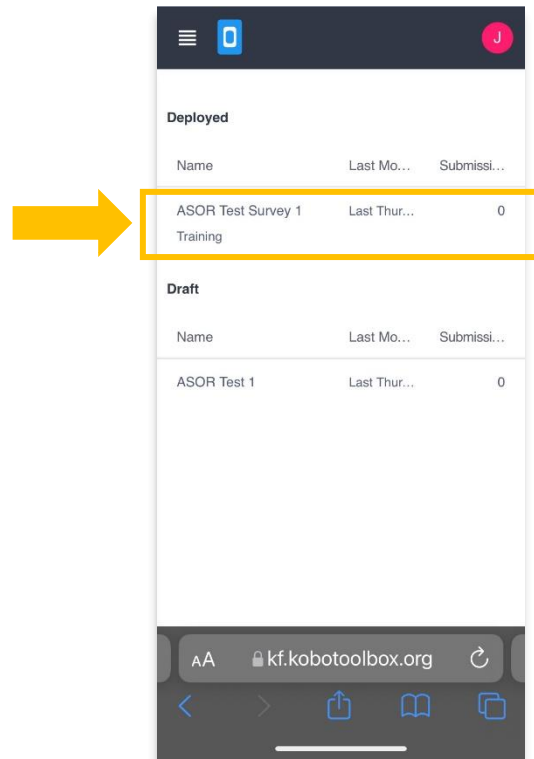 J
Deployed
Name Last Mo... Submissi...
ASOR Test Survey 1 Last Thur... 0
Training
Draft
Name Last Mo... Submissi...
ASOR Test 1 Last Thur... 0
AA kf.kobotoolbox.org